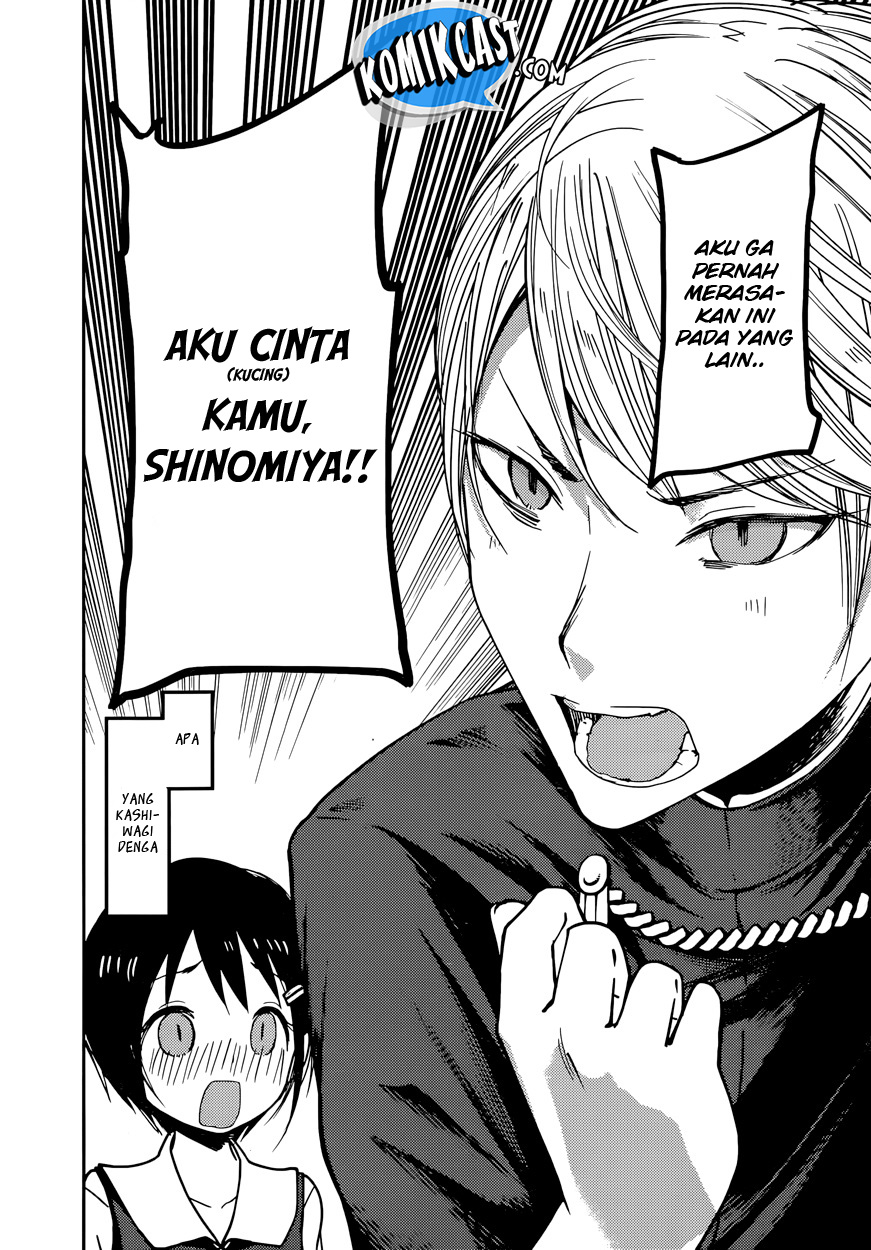 KOMIKCAST
.COM
AKU GA
PERNAH
MERASA-
KAN INI
PADA YANG
LAIN..
AKU CINTA
(KUCING)
KAMU,
SHINOMIYA!!
APA
YANG
KASHI-
WAGI
DENGA